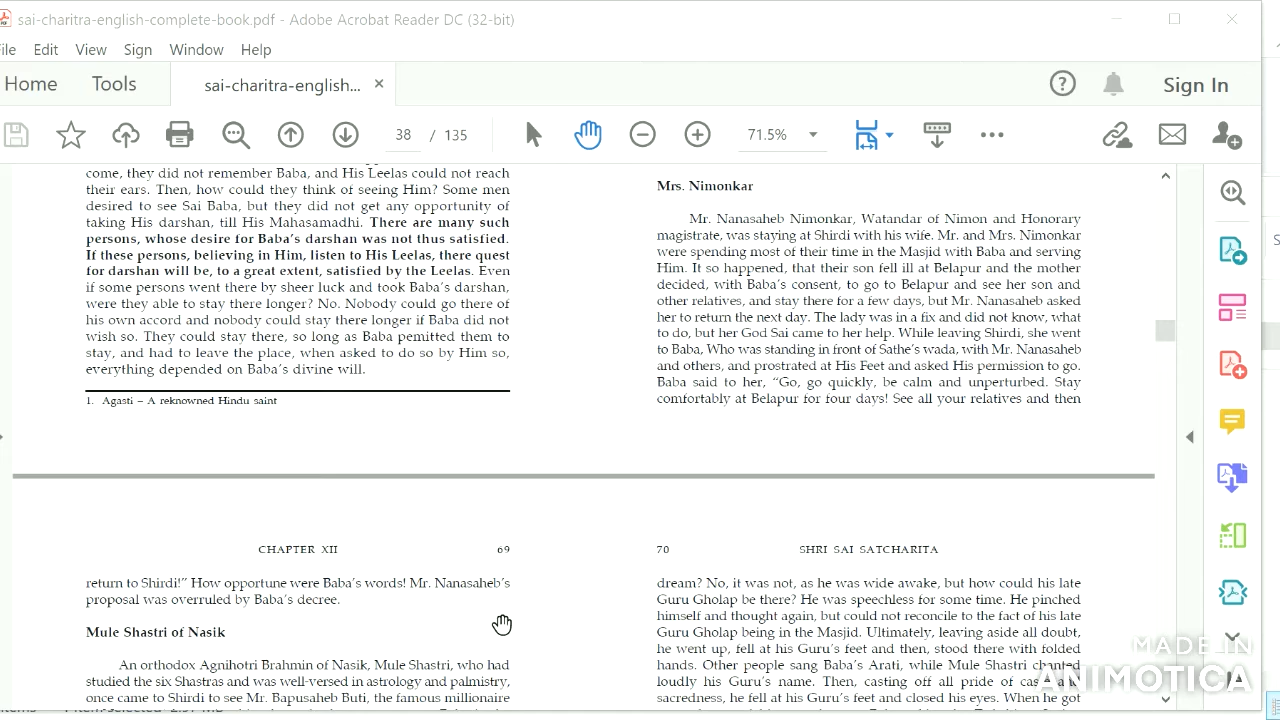 sai-charitra-english-complete-book.pdf - Adobe Acrobat Reader DC (32-bit)
File Edit View Sign Window Help
Home Tools sai-charitra-english... × Sign In
38 / 135 71.5%
come, they did not remember Baba, and His Leelas could not reach
their ears. Then, how could they think of seeing Him? Some men
desired to see Sai Baba, but they did not get any opportunity of
taking His darshan, till His Mahasamadhi. There are many such
persons, whose desire for Baba's darshan was not thus satisfied.
If these persons, believing in Him, listen to His Leelas, there quest
for darshan will be, to a great extent, satisfied by the Leelas. Even
if some persons went there by sheer luck and took Baba's darshan,
were they able to stay there longer? No. Nobody could go there of
his own accord and nobody could stay there longer if Baba did not
wish so. They could stay there, so long as Baba pemitted them to
stay, and had to leave the place, when asked to do so by Him so,
everything depended on Baba's divine will.
1. Agasti – A reknowned Hindu saint
Mrs. Nimonkar
Mr. Nanasaheb Nimonkar, Watandar of Nimon and Honorary
magistrate, was staying at Shirdi with his wife. Mr. and Mrs. Nimonkar
were spending most of their time in the Masjid with Baba and serving
Him. It so happened, that their son fell ill at Belapur and the mother
decided, with Baba's consent, to go to Belapur and see her son and
other relatives, and stay there for a few days, but Mr. Nanasaheb asked
her to return the next day. The lady was in a fix and did not know, what
to do, but her God Sai came to her help. While leaving Shirdi, she went
to Baba, Who was standing in front of Sathe's wada, with Mr. Nanasaheb
and others, and prostrated at His Feet and asked His permission to go.
Baba said to her, "Go, go quickly, be calm and unperturbed. Stay
comfortably at Belapur for four days! See all your relatives and then
CHAPTER XII 69
return to Shirdi!" How opportune were Baba's words! Mr. Nanasaheb's
proposal was overruled by Baba's decree.
Mule Shastri of Nasik
An orthodox Agnihotri Brahmin of Nasik, Mule Shastri, who had
studied the six Shastras and was well-versed in astrology and palmistry,
once came to Shirdi to see Mr. Bapusaheb Buti, the famous millionaire
70 SHRI SAI SATCHARITA
dream? No, it was not, as he was wide awake, but how could his late
Guru Gholap be there? He was speechless for some time. He pinched
himself and thought again, but could not reconcile to the fact of his late
Guru Gholap being in the Masjid. Ultimately, leaving aside all doubt,
he went up, fell at his Guru's feet and then, stood there with folded
hands. Other people sang Baba's Arati, while Mule Shastri chanted
loudly his Guru's name. Then, casting off all pride of caste and
sacredness, he fell at his Guru's feet and closed his eyes. When he got
MADE IN
ANIMOTICA